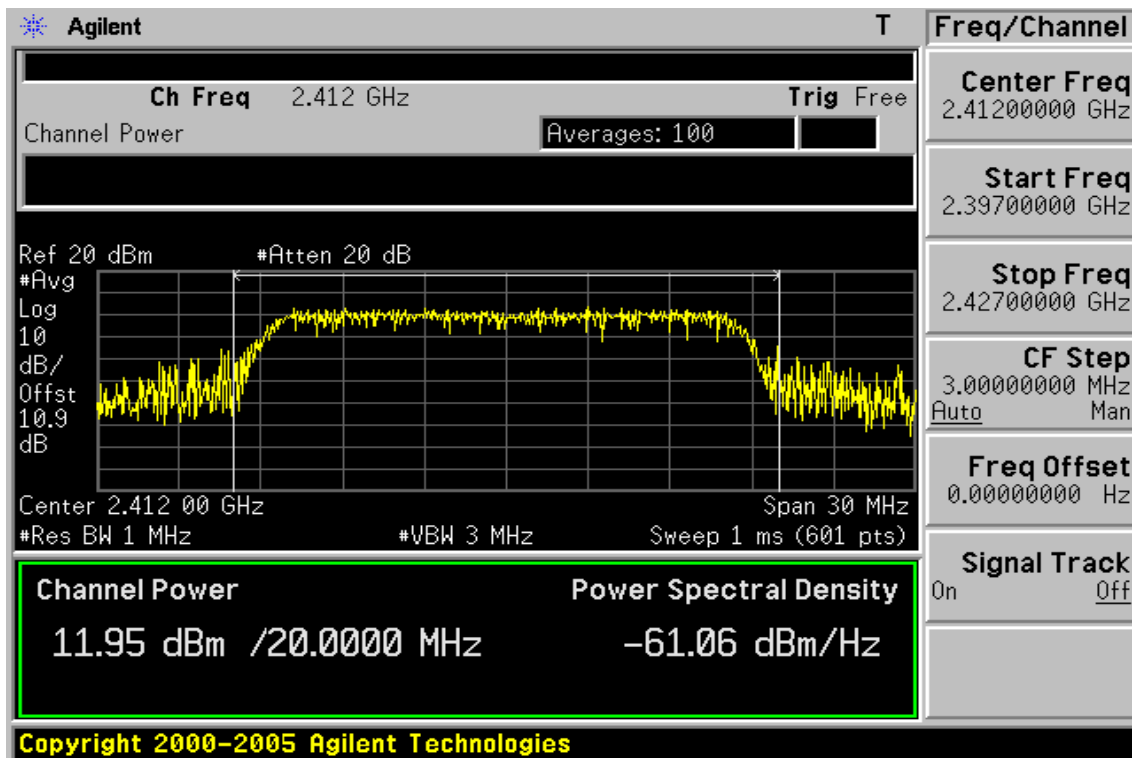 Agilent T
Ch Freq 2.412 GHz Trig Free
Channel Power Averages: 100
Ref 20 dBm #Atten 20 dB
#Avg
Log
10
dB/
Offst
10.9
dB
Center 2.412 00 GHz Span 30 MHz
#Res BW 1 MHz #VBW 3 MHz Sweep 1 ms (601 pts)
Channel Power Power Spectral Density
11.95 dBm /20.0000 MHz -61.06 dBm/Hz
Copyright 2000-2005 Agilent Technologies
Freq/Channel
Center Freq
2.41200000 GHz
Start Freq
2.39700000 GHz
Stop Freq
2.42700000 GHz
CF Step
3.00000000 MHz
Auto Man
Freq Offset
0.00000000 Hz
Signal Track
On Off